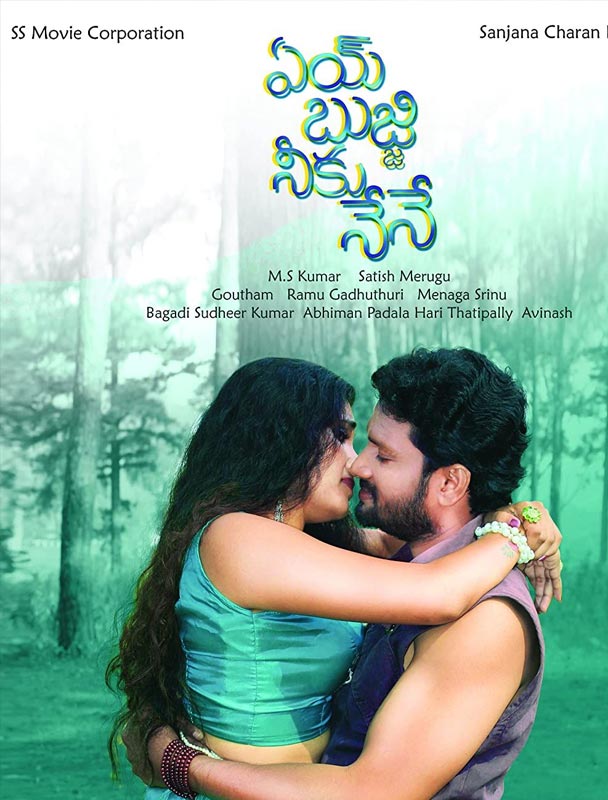 SS Movie Corporation
Sanjana Charan
ఏయ్
బుజ్జి
నీకు
నేనే
M.S Kumar Satish Merugu
Goutham Ramu Gadhuthuri Menaga Srinu
Bagadi Sudheer Kumar Abhiman Padala Hari Thatipally Avinash